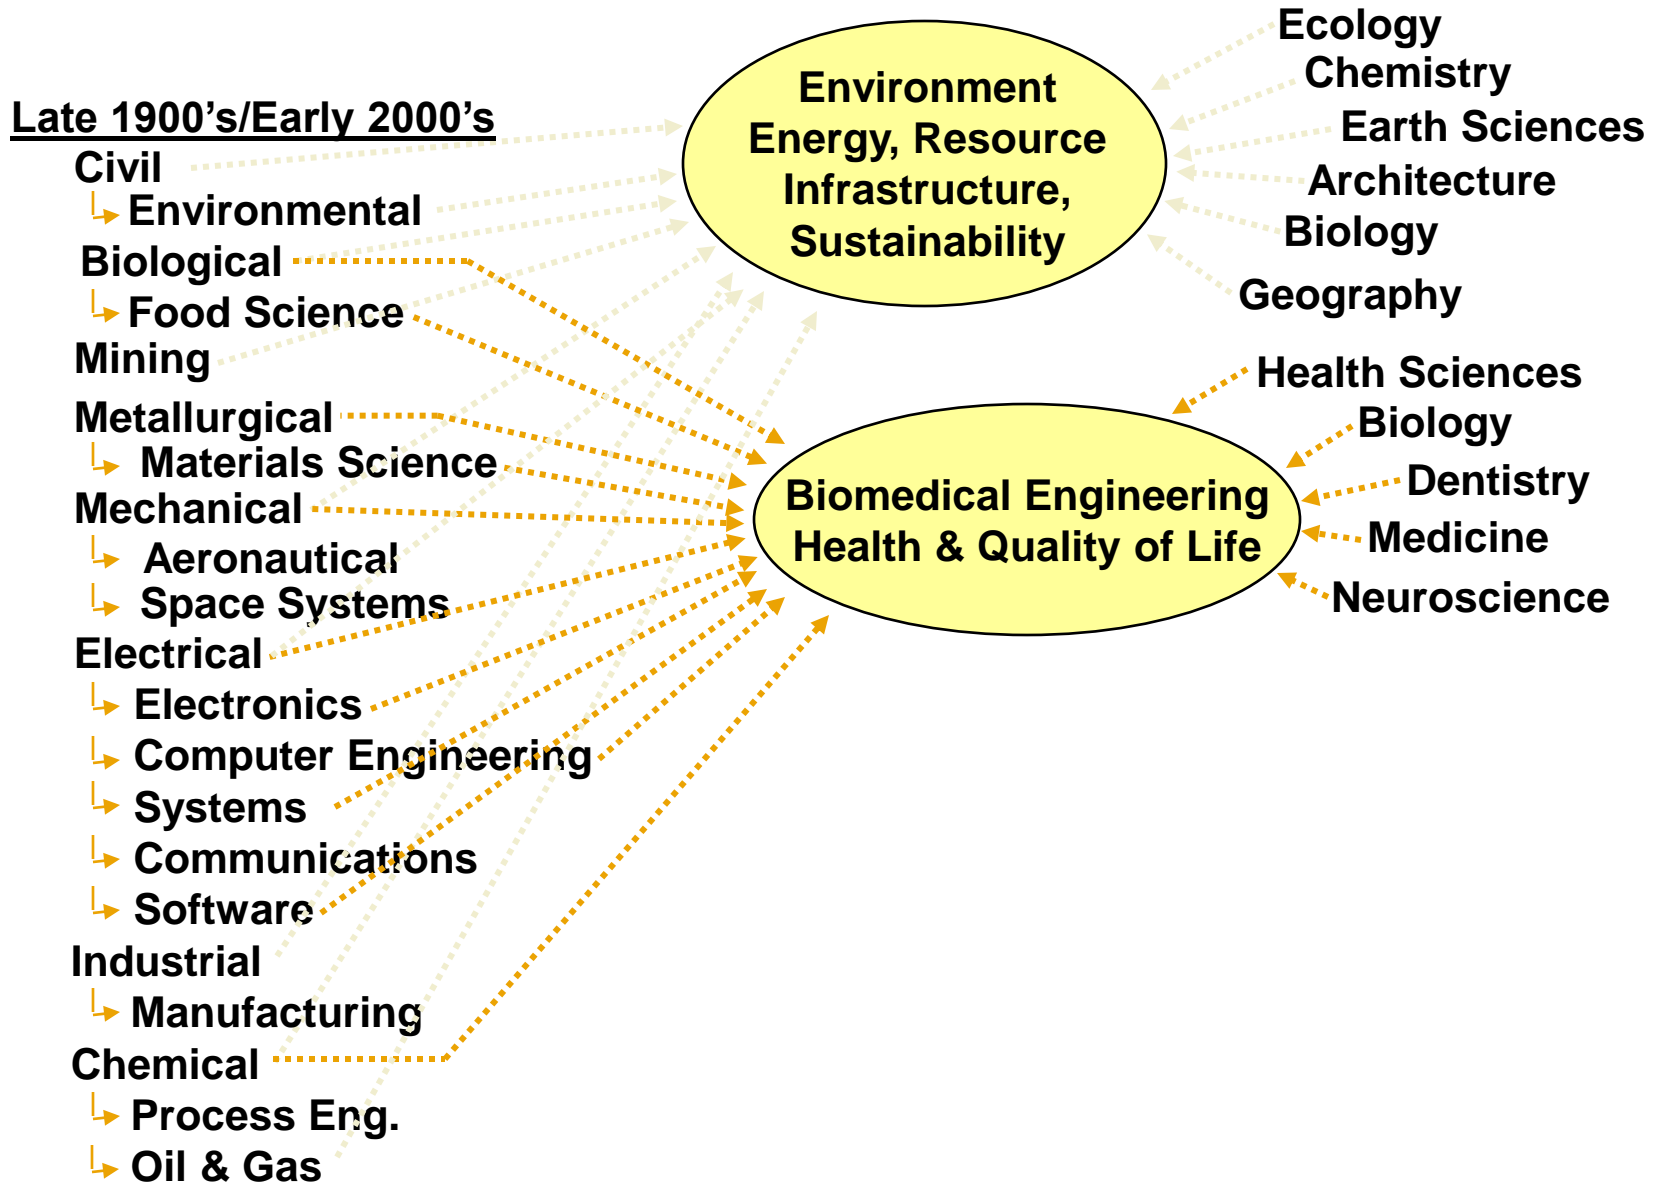 Late 1900’s/Early 2000’s
Civil
Environmental
Biological
Food Science
Mining
Metallurgical
Materials Science
Mechanical
Aeronautical
Space Systems
Electrical
Electronics
Computer Engineering
Systems
Communications
Software
Industrial
Manufacturing
Chemical
Process Eng.
Oil & Gas
Environment
Energy, Resource
Infrastructure,
Sustainability
Biomedical Engineering
Health & Quality of Life
Ecology
Chemistry
Earth Sciences
Architecture
Biology
Geography
Health Sciences
Biology
Dentistry
Medicine
Neuroscience